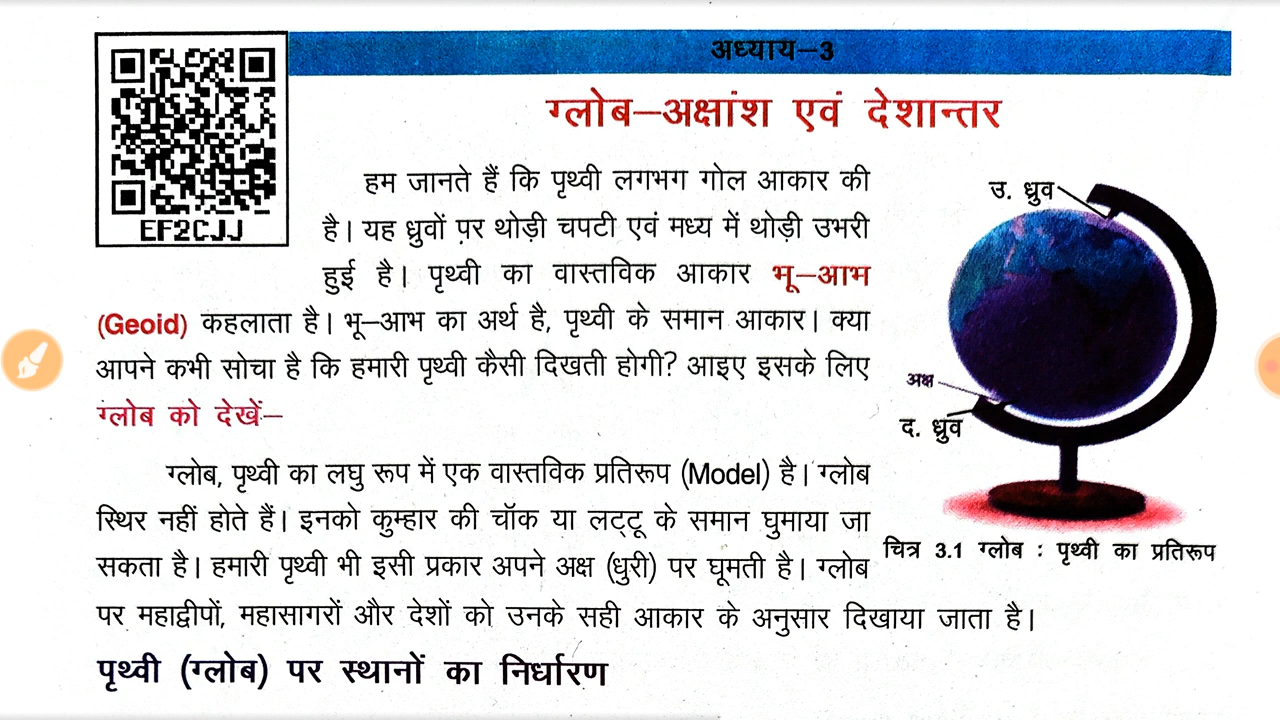 अध्याय–3
EF2CJJ
ग्लोब–अक्षांश एवं देशान्तर
हम जानते हैं कि पृथ्वी लगभग गोल आकार की
है। यह ध्रुवों पर थोड़ी चपटी एवं मध्य में थोड़ी उभरी
हुई है। पृथ्वी का वास्तविक आकार भू–आभ
(Geoid) कहलाता है। भू–आभ का अर्थ है, पृथ्वी के समान आकार। क्या
आपने कभी सोचा है कि हमारी पृथ्वी कैसी दिखती होगी? आइए इसके लिए
ग्लोब को देखें–
ग्लोब, पृथ्वी का लघु रूप में एक वास्तविक प्रतिरूप (Model) है। ग्लोब
स्थिर नहीं होते हैं। इनको कुम्हार की चॉक या लट्टू के समान घुमाया जा
सकता है। हमारी पृथ्वी भी इसी प्रकार अपने अक्ष (धुरी) पर घूमती है। ग्लोब
पर महाद्वीपों, महासागरों और देशों को उनके सही आकार के अनुसार दिखाया जाता है।
उ. ध्रुव
अक्ष
द. ध्रुव
चित्र 3.1 ग्लोब : पृथ्वी का प्रतिरूप
पृथ्वी (ग्लोब) पर स्थानों का निर्धारण